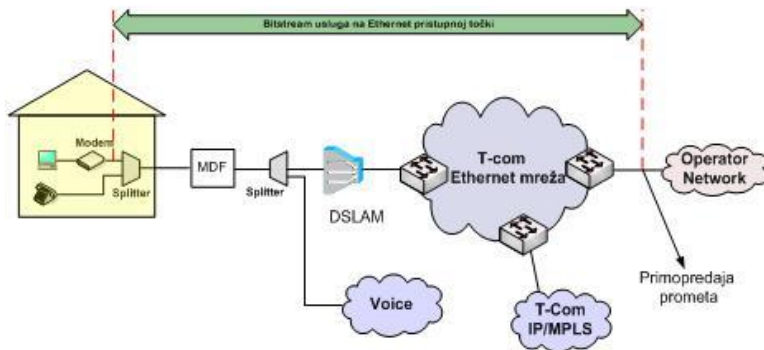 Bitstream usluga na Ethernet pristupnoj točki
Modem
Splitter
MDF
Splitter
DSLAM
T-com
Ethernet mreža
Operator
Network
Voice
T-Com
IP/MPLS
Primopredaja
prometa